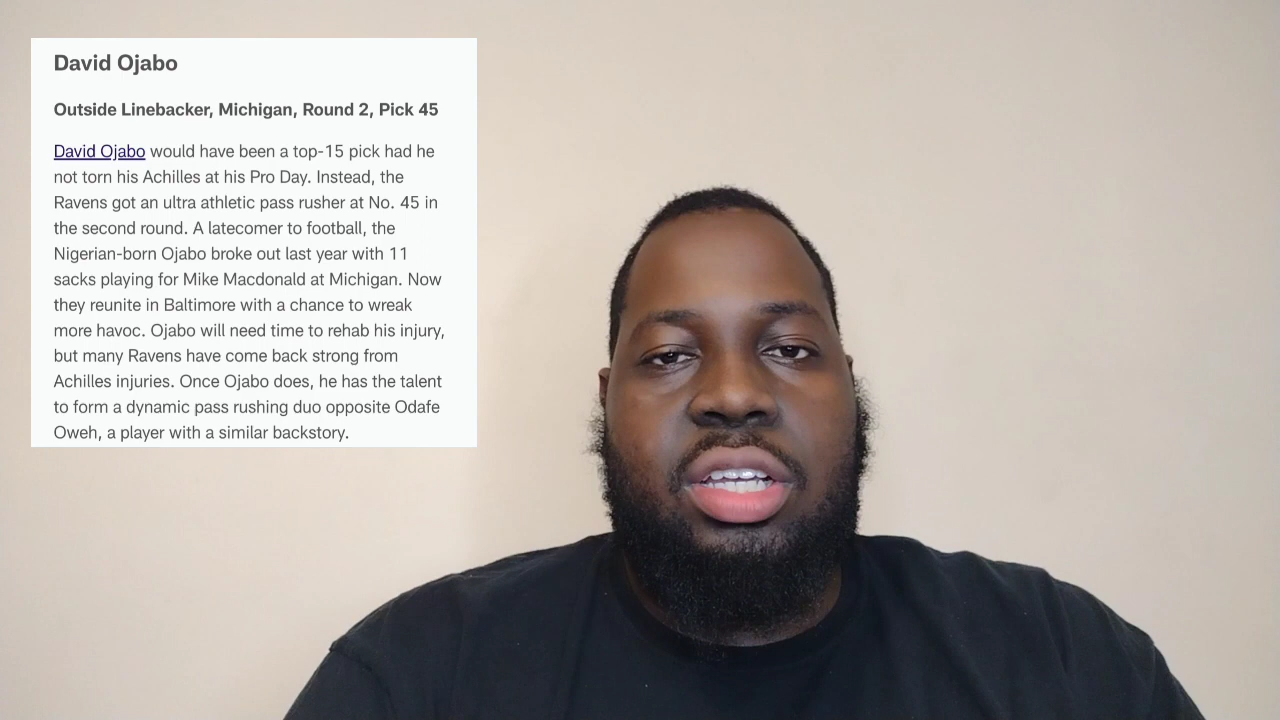 David Ojabo
Outside Linebacker, Michigan, Round 2, Pick 45
David Ojabo would have been a top-15 pick had he
not torn his Achilles at his Pro Day. Instead, the
Ravens got an ultra athletic pass rusher at No. 45 in
the second round. A latecomer to football, the
Nigerian-born Ojabo broke out last year with 11
sacks playing for Mike Macdonald at Michigan. Now
they reunite in Baltimore with a chance to wreak
more havoc. Ojabo will need time to rehab his injury,
but many Ravens have come back strong from
Achilles injuries. Once Ojabo does, he has the talent
to form a dynamic pass rushing duo opposite Odafe
Oweh, a player with a similar backstory.